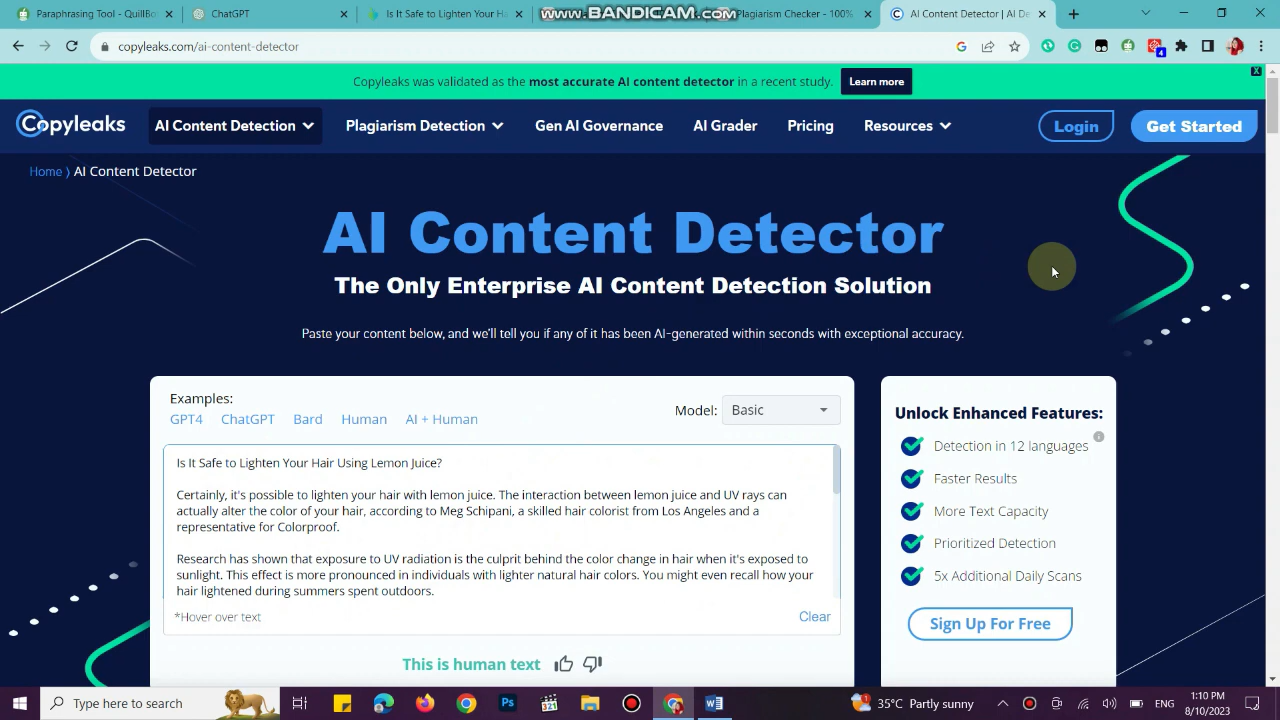 Paraphrasing Tool - QuillBo
ChatGPT
Is It Safe to Lighten Your Ha
www.BANDICAM.com
Plagiarism Checker - 100%
AI Content Detector | AI De
copyleaks.com/ai-content-detector
4
Copyleaks was validated as the most accurate AI content detector in a recent study.
Learn more
X
Copyleaks
AI Content Detection
Plagiarism Detection
Gen AI Governance
AI Grader
Pricing
Resources
Login
Get Started
Home ) AI Content Detector
AI Content Detector
The Only Enterprise AI Content Detection Solution
Paste your content below, and we'll tell you if any of it has been AI-generated within seconds with exceptional accuracy.
Examples:
GPT4 ChatGPT Bard Human AI + Human
Model: Basic
Is It Safe to Lighten Your Hair Using Lemon Juice?
Certainly, it's possible to lighten your hair with lemon juice. The interaction between lemon juice and UV rays can
actually alter the color of your hair, according to Meg Schipani, a skilled hair colorist from Los Angeles and a
representative for Colorproof.
Research has shown that exposure to UV radiation is the culprit behind the color change in hair when it's exposed to
sunlight. This effect is more pronounced in individuals with lighter natural hair colors. You might even recall how your
hair lightened during summers spent outdoors.
*Hover over text
Clear
This is human text
Unlock Enhanced Features:
Detection in 12 languages
Faster Results
More Text Capacity
Prioritized Detection
5x Additional Daily Scans
Sign Up For Free
Type here to search
Ps
321
35°C Partly sunny
ENG
1:10 PM
8/10/2023